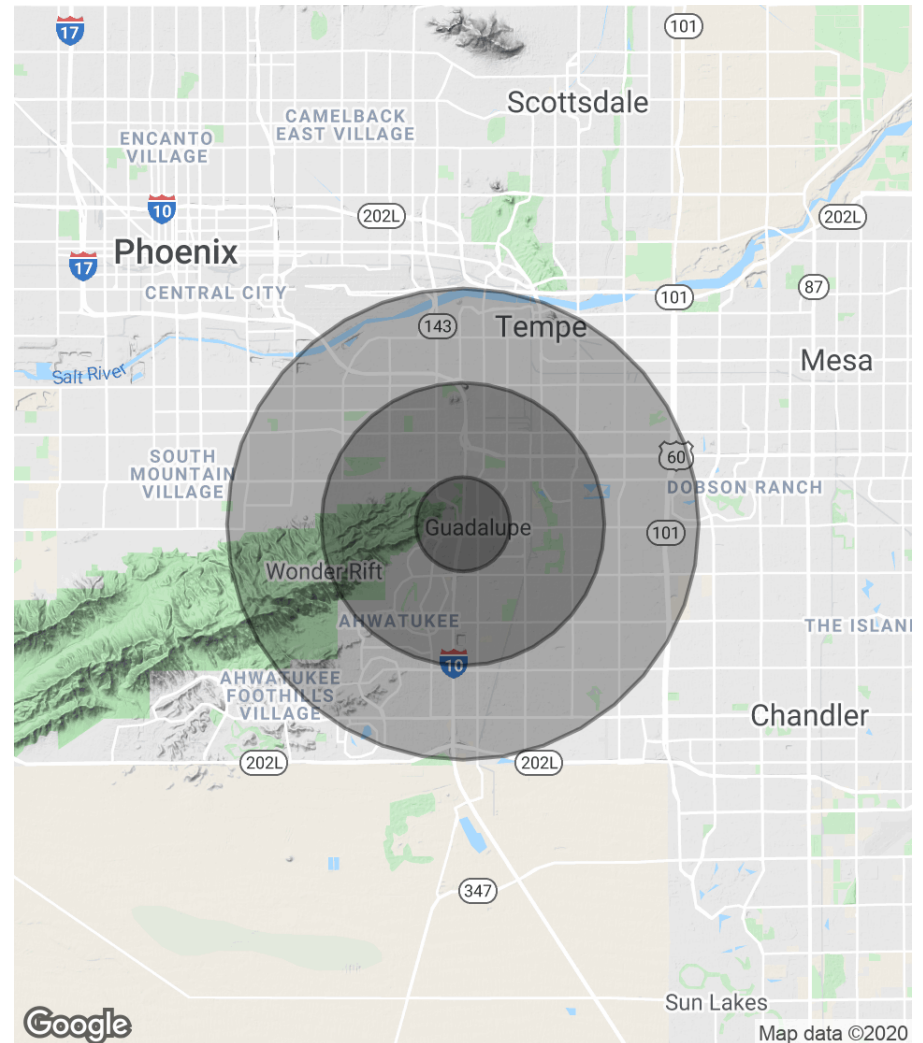 17
101
Scottsdale
CAMELBACK
EAST VILLAGE
ENCANTO
VILLAGE
10
202L
202L
Phoenix
17
CENTRAL CITY
101
87
143
Tempe
Mesa
Salt River
SOUTH
MOUNTAIN
VILLAGE
60
DOBSON RANCH
Guadalupe
101
Wonder Rift
AHWATUKEE
THE ISLAN
10
AHWATUKEE
FOOTHILLS
VILLAGE
Chandler
202L
202L
347
Sun Lakes
Google
Map data ©2020